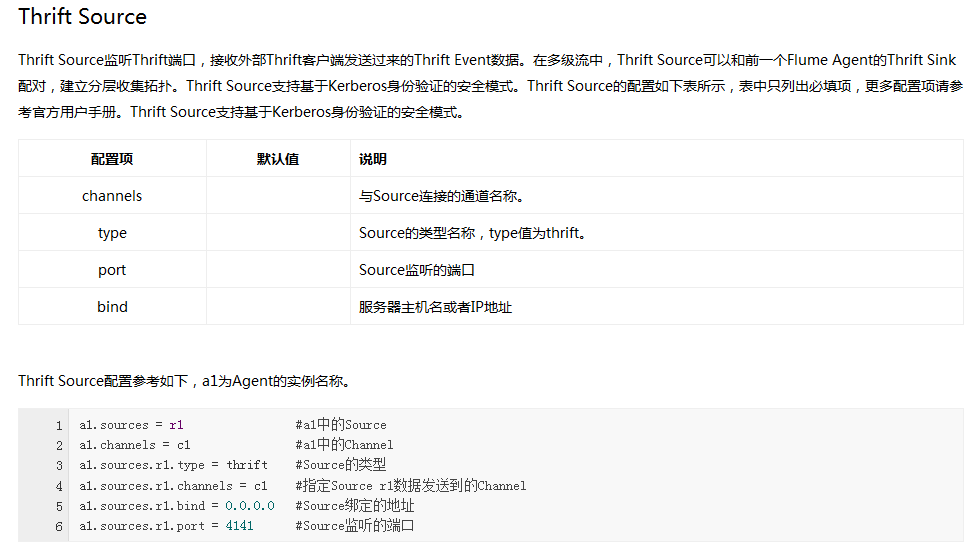 Thrift Source
Thrift Source监听Thrift端口，接收外部Thrift客户端发送过来的Thrift Event数据。在多级流中，Thrift Source可以和前一个Flume Agent的Thrift Sink
配对，建立分层收集拓扑。Thrift Source支持基于Kerberos身份验证的安全模式。Thrift Source的配置如下表所示，表中只列出必填项，更多配置项请参
考官方用户手册。Thrift Source支持基于Kerberos身份验证的安全模式。
配置项 默认值 说明
channels 与Source连接的通道名称。
type Source的类型名称，type值为thrift。
port Source监听的端口
bind 服务器主机名或者IP地址
Thrift Source配置参考如下，a1为Agent的实例名称。
1 a1.sources = r1 #a1中的Source
2 a1.channels = c1 #a1中的Channel
3 a1.sources.r1.type = thrift #Source的类型
4 a1.sources.r1.channels = c1 #指定Source r1数据发送到的Channel
5 a1.sources.r1.bind = 0.0.0.0 #Source绑定的地址
6 a1.sources.r1.port = 4141 #Source监听的端口